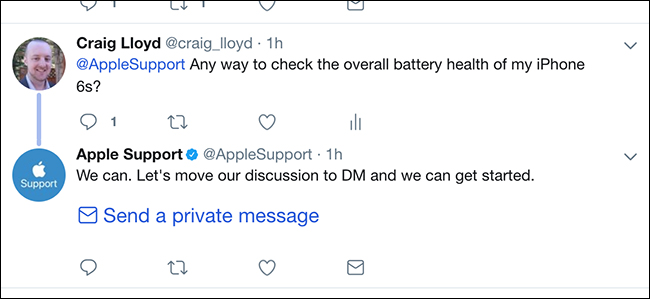 1
Craig Lloyd @craig_lloyd · 1h
@AppleSupport Any way to check the overall battery health of my iPhone
6s?
1
Support
Apple Support @AppleSupport · 1h
We can. Let's move our discussion to DM and we can get started.
Send a private message